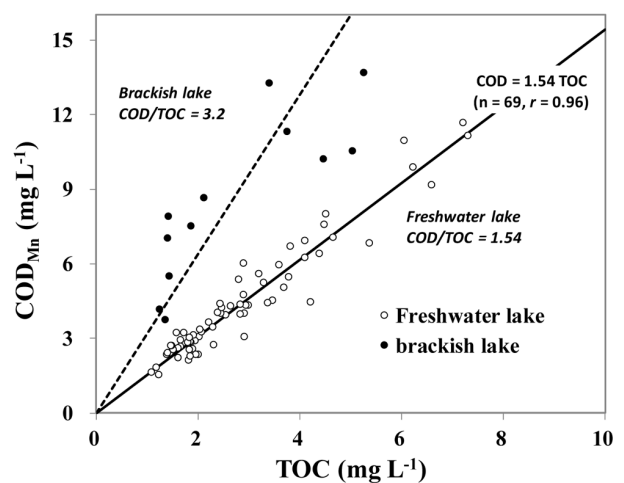 15
12
9
6
3
0
COD_Mn (mg L⁻¹)
Brackish lake
COD/TOC = 3.2
COD = 1.54 TOC
(n = 69, r = 0.96)
Freshwater lake
COD/TOC = 1.54
Freshwater lake
brackish lake
0 2 4 6 8 10
TOC (mg L⁻¹)